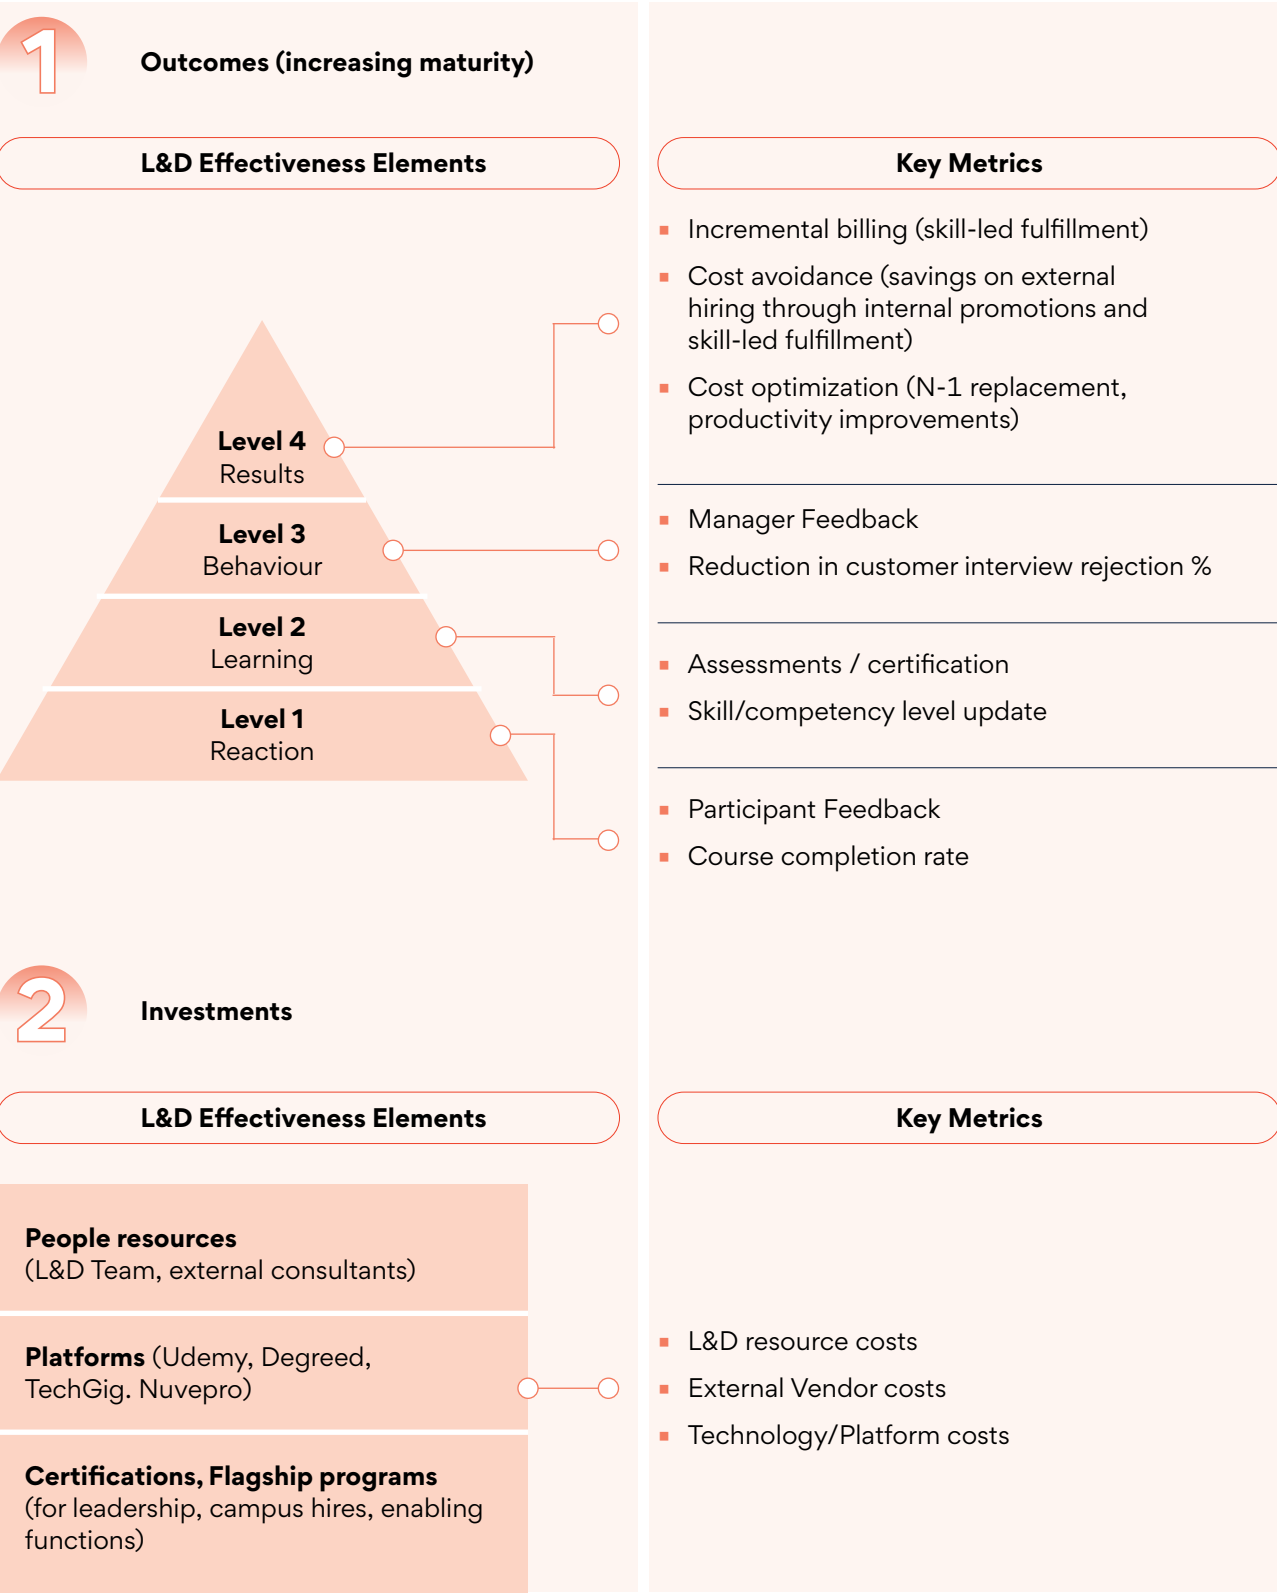 1
Outcomes (increasing maturity)
L&D Effectiveness Elements
Key Metrics
Level 4
Results
Incremental billing (skill-led fulfillment)
Cost avoidance (savings on external
hiring through internal promotions and
skill-led fulfillment)
Cost optimization (N-1 replacement,
productivity improvements)
Level 3
Behaviour
Manager Feedback
Reduction in customer interview rejection %
Level 2
Learning
Assessments / certification
Skill/competency level update
Level 1
Reaction
Participant Feedback
Course completion rate
2
Investments
L&D Effectiveness Elements
Key Metrics
People resources
(L&D Team, external consultants)
Platforms (Udemy, Degreed,
TechGig. Nuvepro)
Certifications, Flagship programs
(for leadership, campus hires, enabling
functions)
L&D resource costs
External Vendor costs
Technology/Platform costs